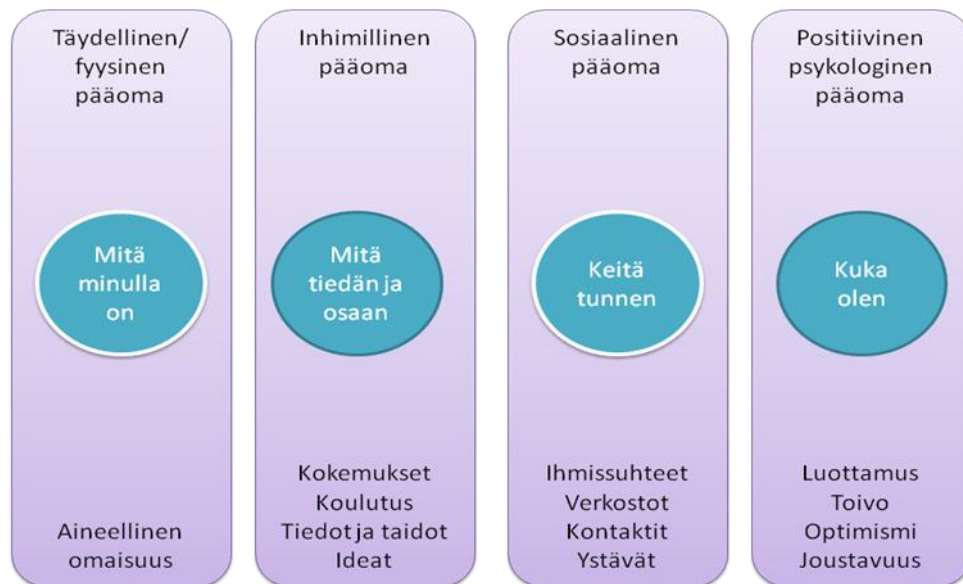 Täydellinen/
fyysinen
pääoma
Mitä
minulla
on
Aineellinen
omaisuus
Inhimillinen
pääoma
Mitä
tiedän ja
osaan
Kokemukset
Koulutus
Tiedot ja taidot
Ideat
Sosiaalinen
pääoma
Keitä
tunnen
Ihmissuhteet
Verkostot
Kontaktit
Ystävät
Positiivinen
psykologinen
pääoma
Kuka
olen
Luottamus
Toivo
Optimismi
Joustavuus